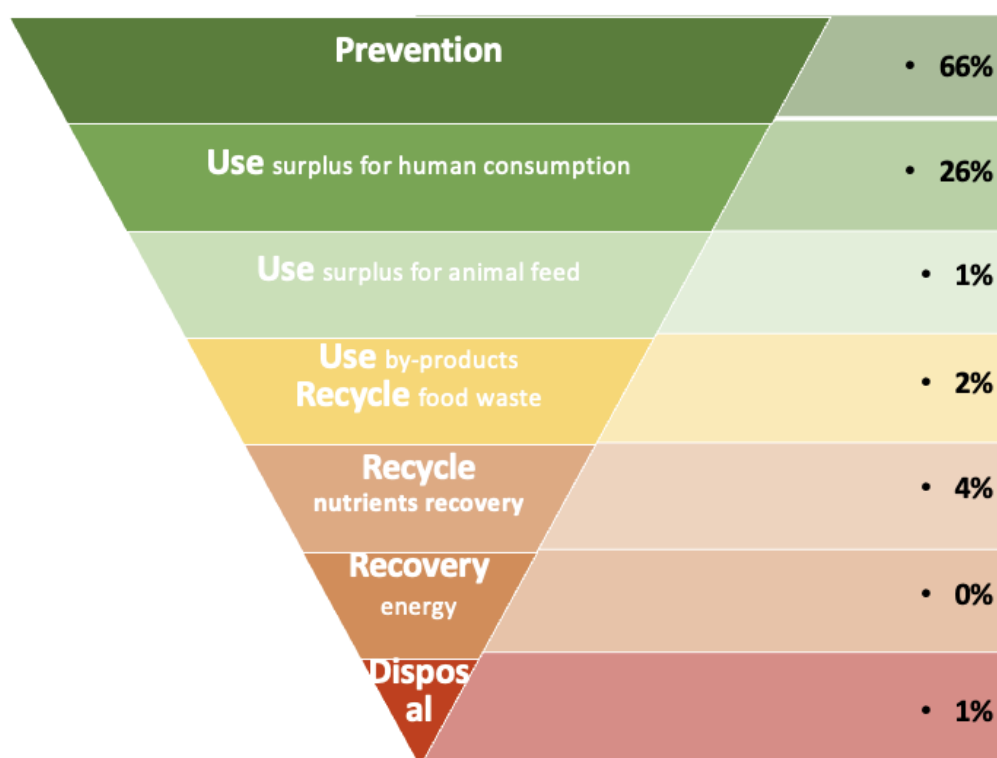 Prevention
• 66%
Use surplus for human consumption
• 26%
Use surplus for animal feed
• 1%
Use by-products
Recycle food waste
• 2%
Recycle
nutrients recovery
• 4%
Recovery
energy
• 0%
Dispos
al
• 1%